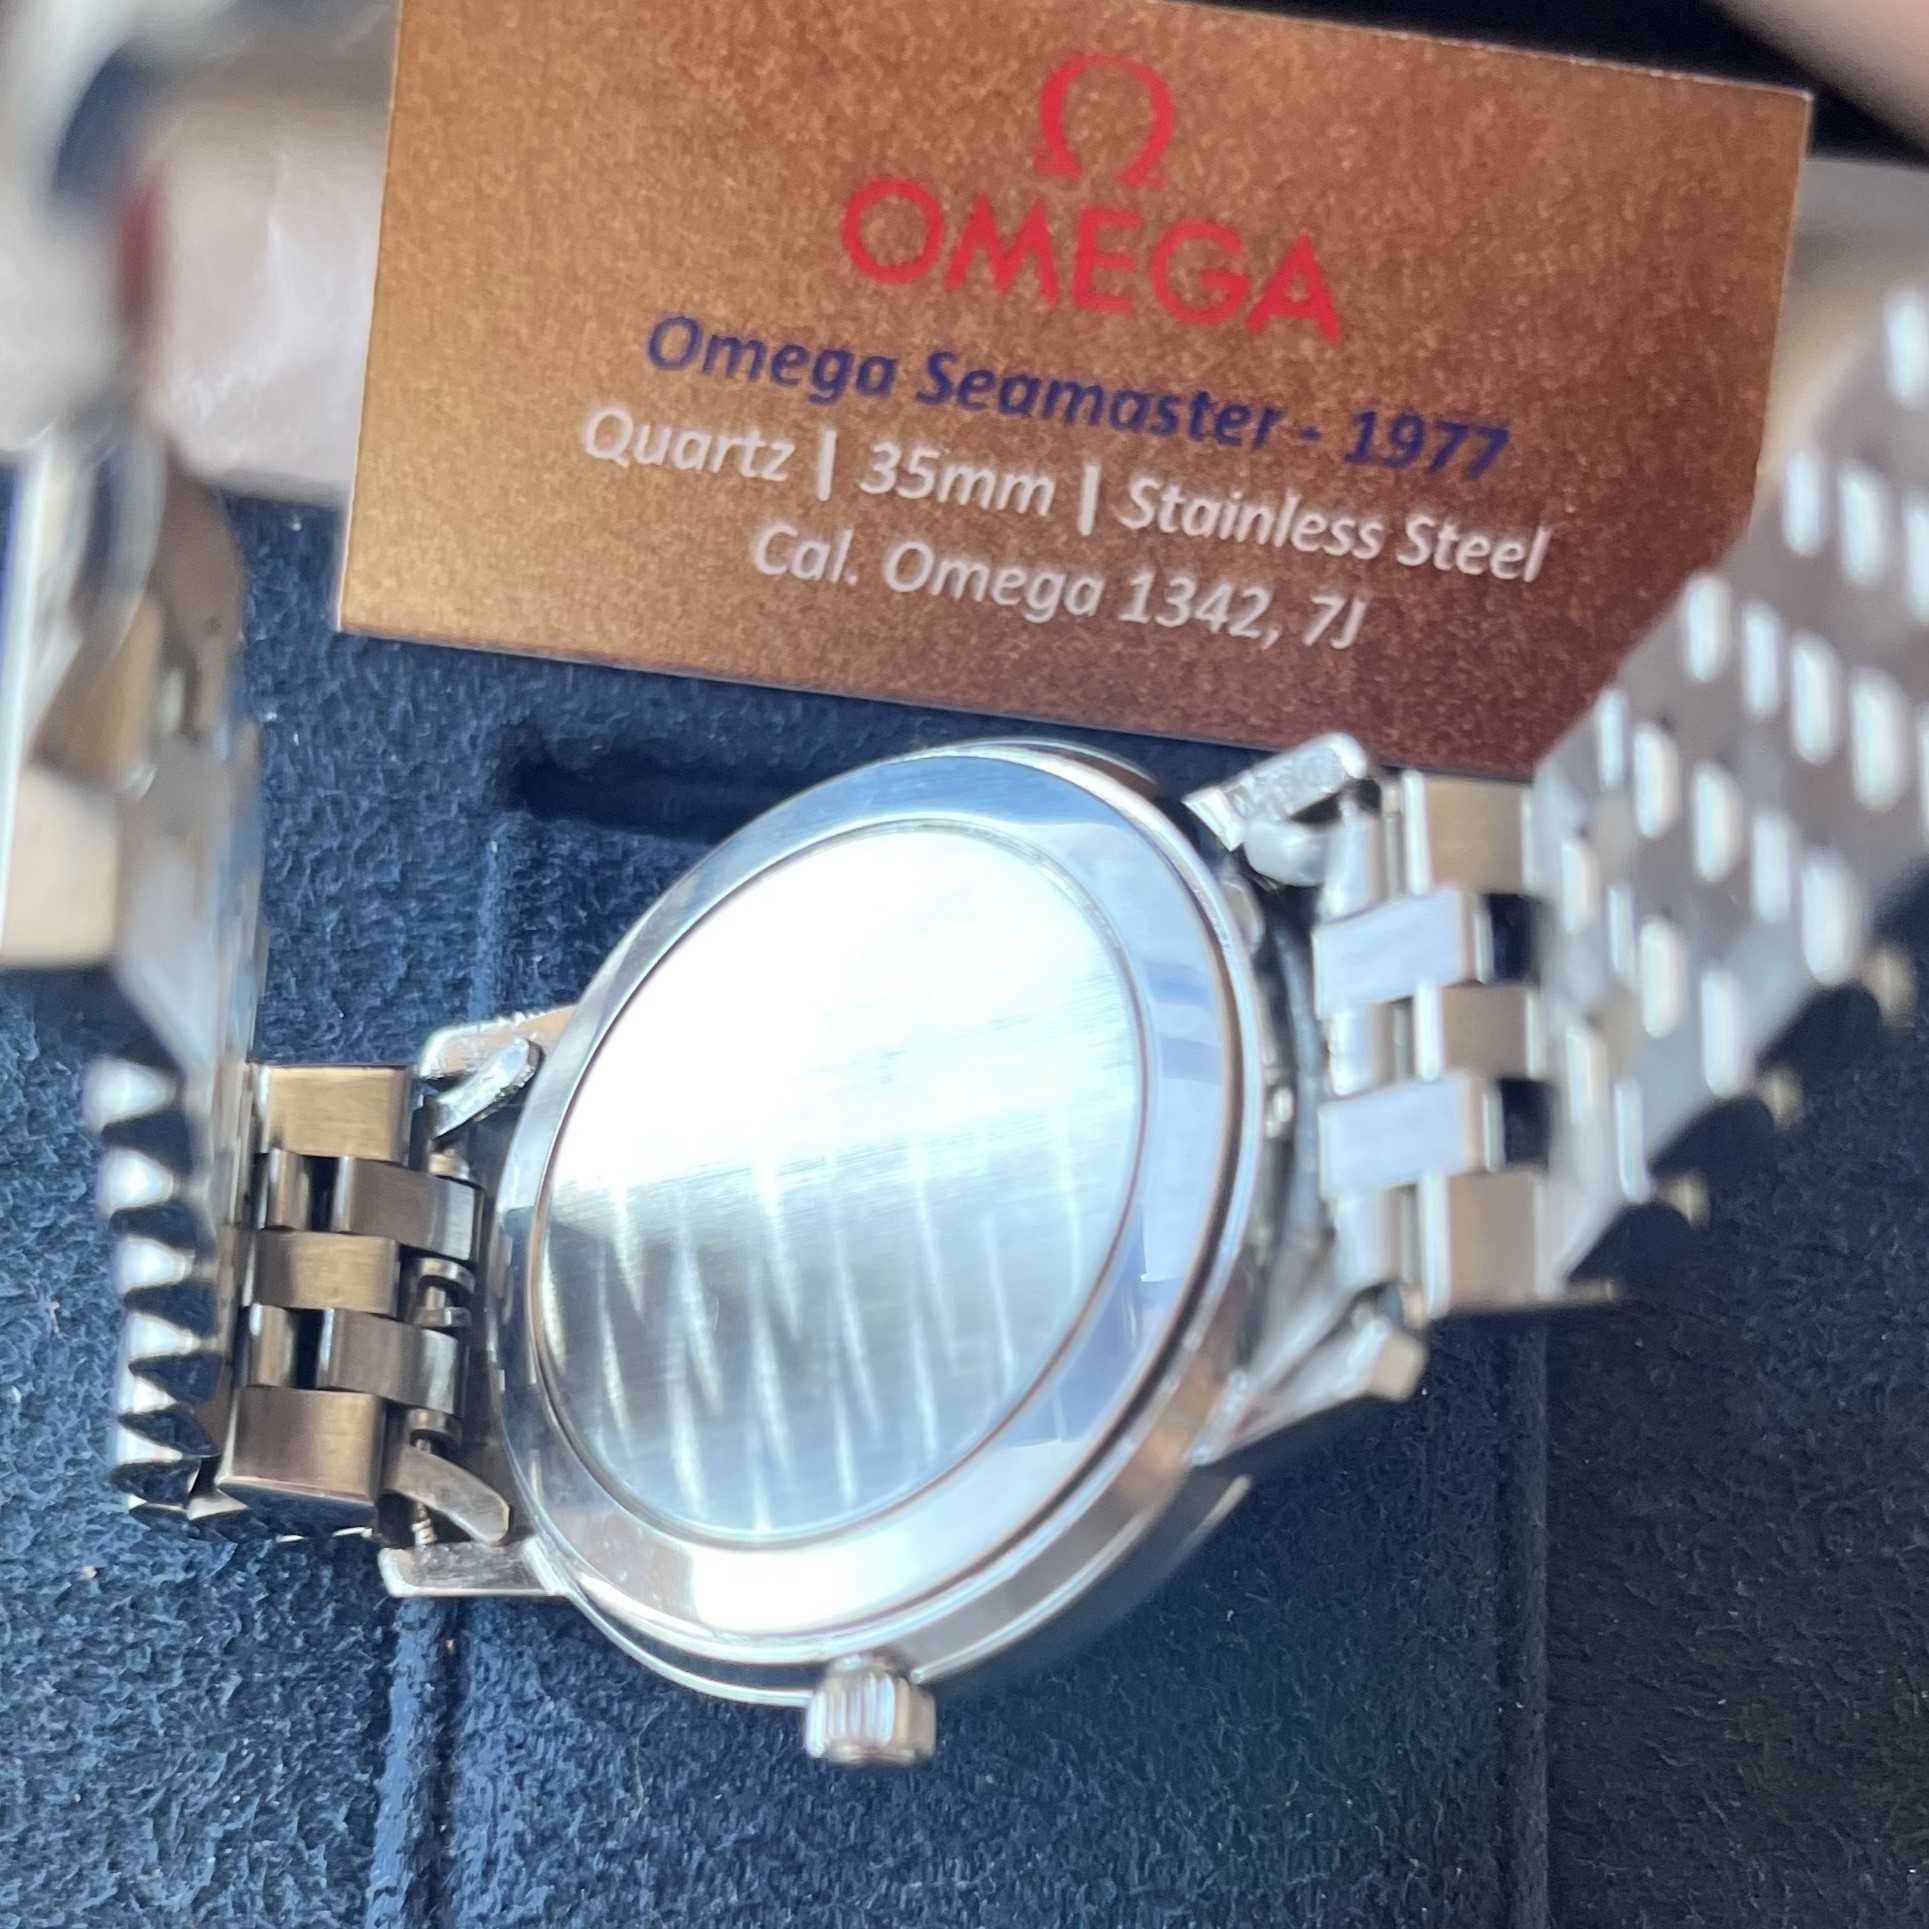 Ω
OMEGA
Omega Seamaster - 1977
Quartz | 35mm | Stainless Steel
Cal. Omega 1342, 7J